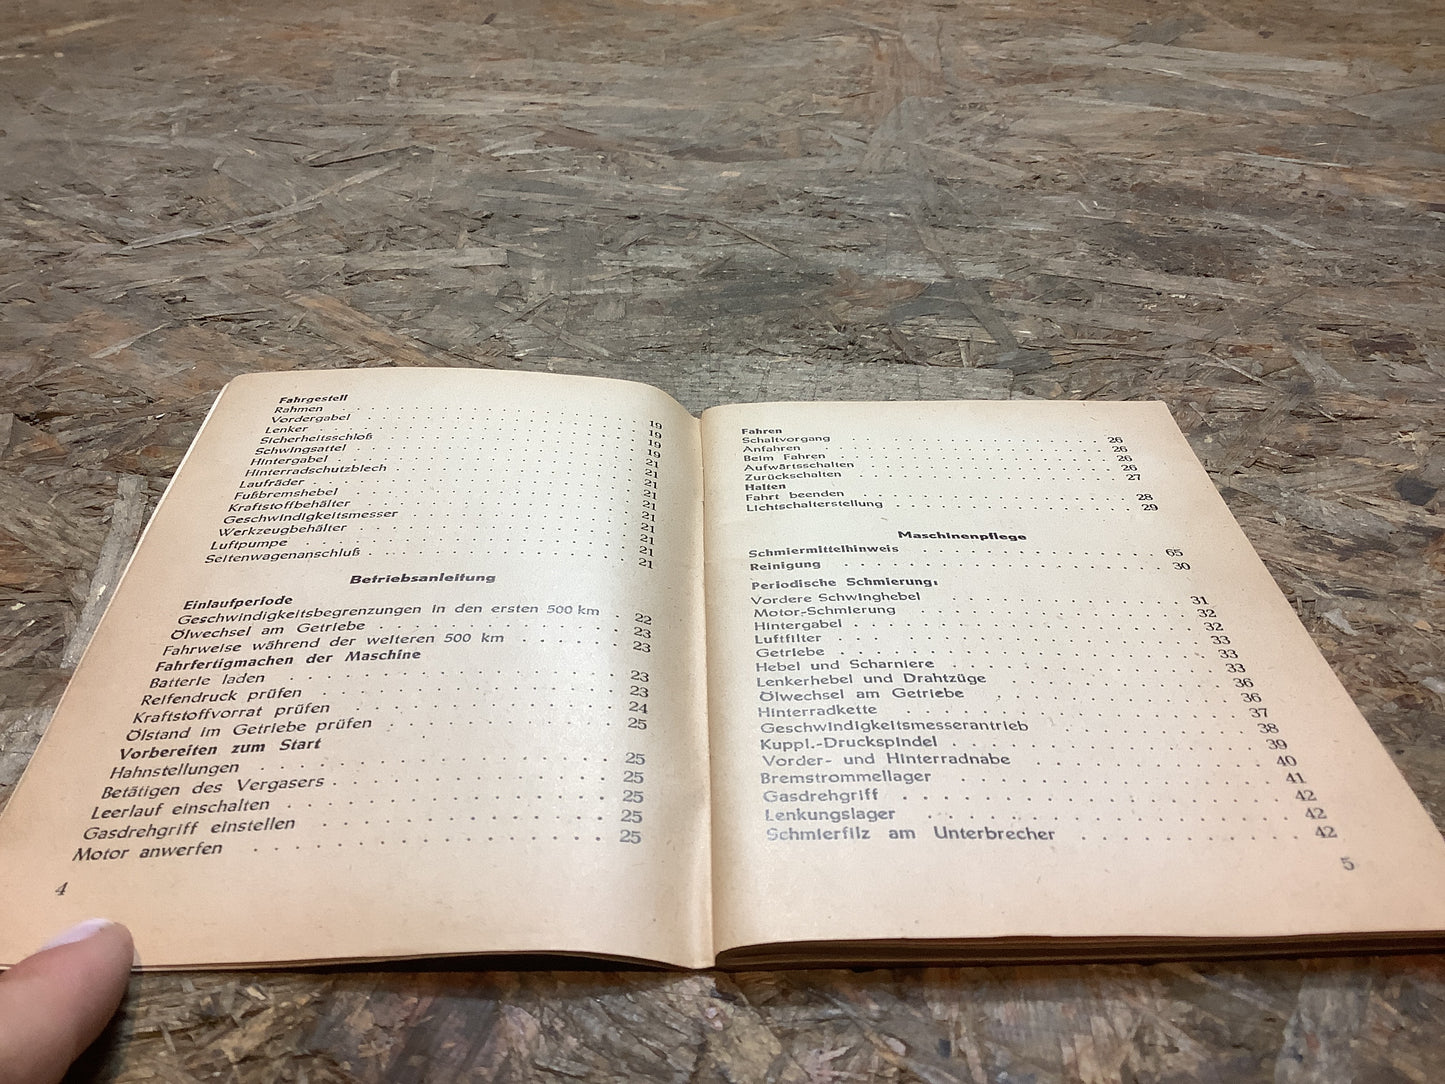 Fahrgestell
Rahmen . . . . . . . . . . 19
Vordergabel . . . . . . . . . . 19
Lenker . . . . . . . . . . 19
Sicherheitsschloß . . . . . . . . . . 19
Schwingsattel . . . . . . . . . . 21
Hintergabel . . . . . . . . . . 21
Hinterradschutzblech . . . . . . . . . . 21
Laufräder . . . . . . . . . . 21
Fußbremshebel . . . . . . . . . . 21
Kraftstoffbehälter . . . . . . . . . . 21
Geschwindigkeitsmesser . . . . . . . . . . 21
Werkzeugbehälter . . . . . . . . . . 21
Luftpumpe . . . . . . . . . . 21
Seitenwagenanschluß . . . . . . . . . . 21
Betriebsanleitung
Einlaufperiode
Geschwindigkeitsbegrenzungen in den ersten 500 km . 22
Ölwechsel am Getriebe . . . . . . . . . . 23
Fahrweise während der weiteren 500 km . . . . . . 23
Fahrfertigmachen der Maschine
Batterie laden . . . . . . . . . . 23
Reifendruck prüfen . . . . . . . . . . 23
Kraftstoffvorrat prüfen . . . . . . . . . . 24
Ölstand im Getriebe prüfen . . . . . . . . . . 25
Vorbereiten zum Start
Hahnstellungen . . . . . . . . . . 25
Betätigen des Vergasers . . . . . . . . . . 25
Leerlauf einschalten . . . . . . . . . . 25
Gasdrehgriff einstellen . . . . . . . . . . 25
Motor anwerfen . . . . . . . . . . 25
4
Fahren
Schaltvorgang . . . . . . . . . . 26
Anfahren . . . . . . . . . . 26
Beim Fahren . . . . . . . . . . 26
Aufwärtsschalten . . . . . . . . . . 26
Zurückschalten . . . . . . . . . . 27
Halten
Fahrt beenden . . . . . . . . . . 28
Lichtschalterstellung . . . . . . . . . . 29
Maschinenpflege
Schmiermittelhinweis . . . . . . . . . . 65
Reinigung . . . . . . . . . . 30
Periodische Schmierung:
Vordere Schwinghebel . . . . . . . . . . 31
Motor-Schmierung . . . . . . . . . . 32
Hintergabel . . . . . . . . . . 32
Luftfilter . . . . . . . . . . 33
Getriebe . . . . . . . . . . 33
Hebel und Scharniere . . . . . . . . . . 33
Lenkerhebel und Drahtzüge . . . . . . . . . . 36
Ölwechsel am Getriebe . . . . . . . . . . 36
Hinterradkette . . . . . . . . . . 37
Geschwindigkeitsmesserantrieb . . . . . . . . . . 38
Kuppl.-Druckspindel . . . . . . . . . . 39
Vorder- und Hinterradnabe . . . . . . . . . . 40
Bremstrommellager . . . . . . . . . . 41
Gasdrehgriff . . . . . . . . . . 42
Lenkungslager . . . . . . . . . . 42
Schmierfilz am Unterbrecher . . . . . . . . . . 42
5